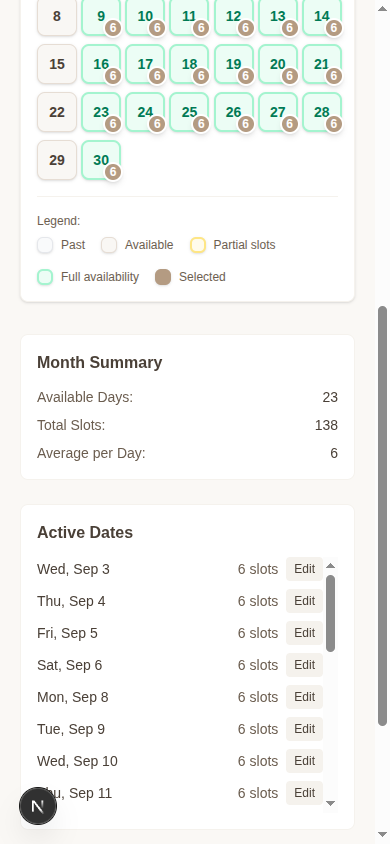 8 9 10 11 12 13 14
6 6 6 6 6 6
15 16 17 18 19 20 21
6 6 6 6 6 6
22 23 24 25 26 27 28
6 6 6 6 6 6
29 30
6
Legend:
Past Available Partial slots
Full availability Selected
Month Summary
Available Days: 23
Total Slots: 138
Average per Day: 6
Active Dates
Wed, Sep 3 6 slots Edit
Thu, Sep 4 6 slots Edit
Fri, Sep 5 6 slots Edit
Sat, Sep 6 6 slots Edit
Mon, Sep 8 6 slots Edit
Tue, Sep 9 6 slots Edit
Wed, Sep 10 6 slots Edit
N hu, Sep 11 6 slots Edit